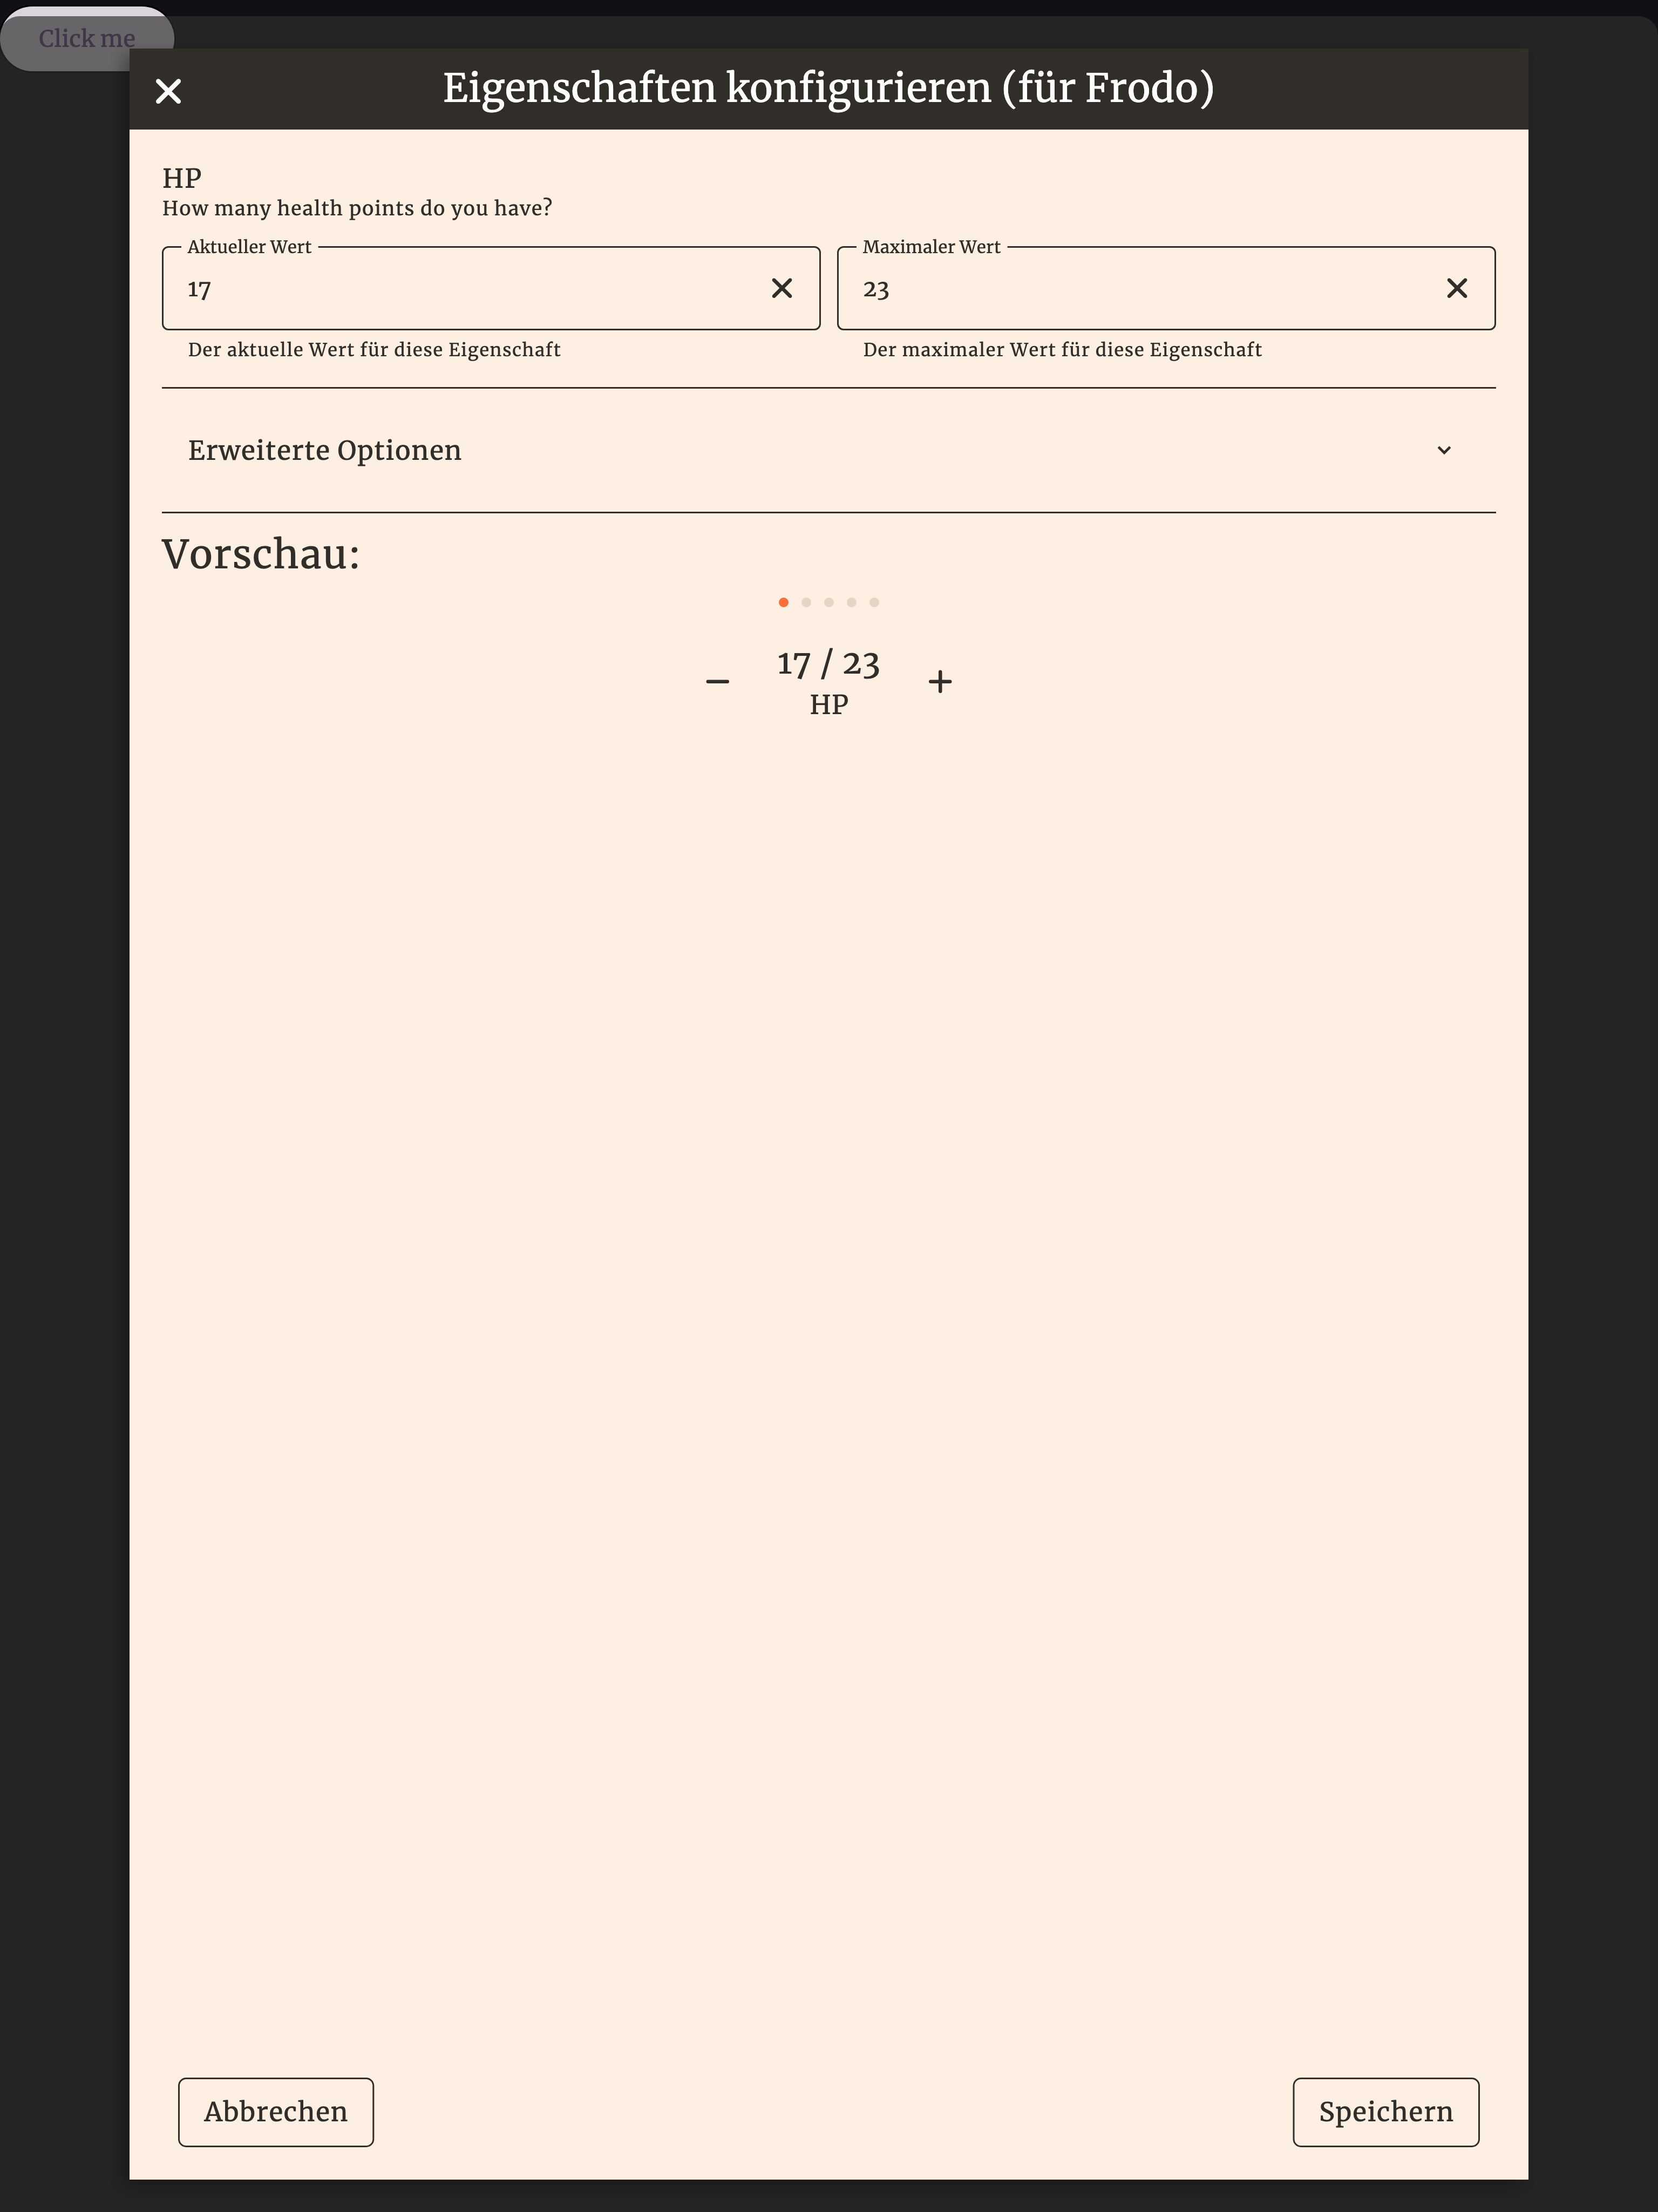 Click me
Eigenschaften konfigurieren (für Frodo)
HP
How many health points do you have?
Aktueller Wert
17
Der aktuelle Wert für diese Eigenschaft
Maximaler Wert
23
Der maximaler Wert für diese Eigenschaft
Erweiterte Optionen
Vorschau:
17 / 23
HP
Abbrechen
Speichern